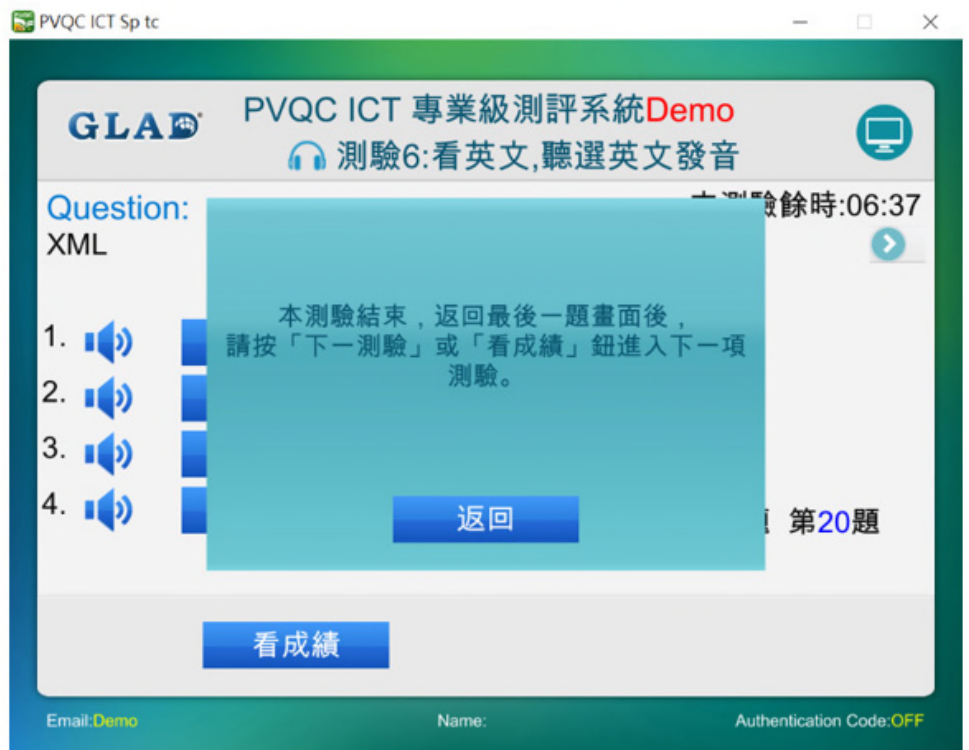 PVQC ICT Sp tc
GLAD
PVQC ICT 專業級測評系統Demo
測驗6:看英文,聽選英文發音
Question:
本測驗餘時:06:37
XML
本測驗結束，返回最後一題畫面後，
請按「下一測驗」或「看成績」鈕進入下一項
測驗。
1.
2.
3.
4.
返回
第20題
看成績
Email:Demo
Name:
Authentication Code:OFF